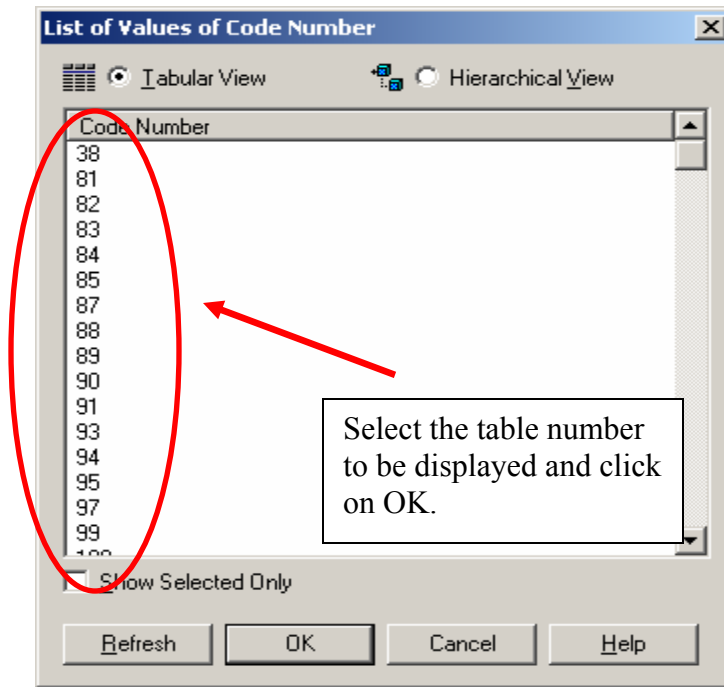 List of Values of Code Number
Tabular View Hierarchical View
Code Number
38
81
82
83
84
85
87
88
89
90
91
93
94
95
97
99
Select the table number
to be displayed and click
on OK.
Show Selected Only
Refresh OK Cancel Help